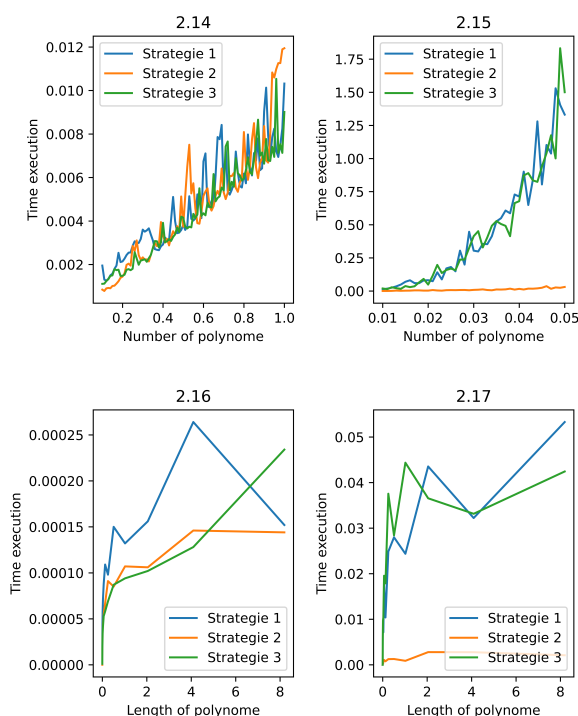 2.14
0.012
0.010
0.008
0.006
0.004
0.002
Time execution
Strategie 1
Strategie 2
Strategie 3
0.2 0.4 0.6 0.8 1.0
Number of polynome
2.15
1.75
1.50
1.25
1.00
0.75
0.50
0.25
0.00
Time execution
Strategie 1
Strategie 2
Strategie 3
0.01 0.02 0.03 0.04 0.05
Number of polynome
2.16
0.00025
0.00020
0.00015
0.00010
0.00005
0.00000
Time execution
Strategie 1
Strategie 2
Strategie 3
0 2 4 6 8
Length of polynome
2.17
0.05
0.04
0.03
0.02
0.01
0.00
Time execution
Strategie 1
Strategie 2
Strategie 3
0 2 4 6 8
Length of polynome